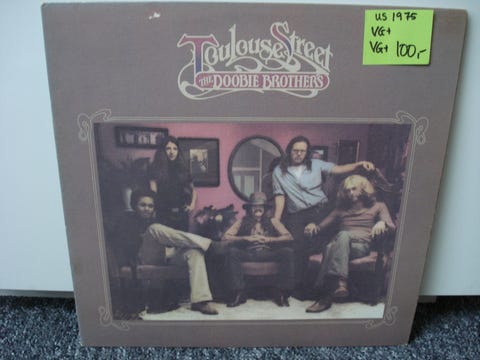 US 1975
VG+
VG+ 100,-
Toulouse Street
THE DOOBIE BROTHERS